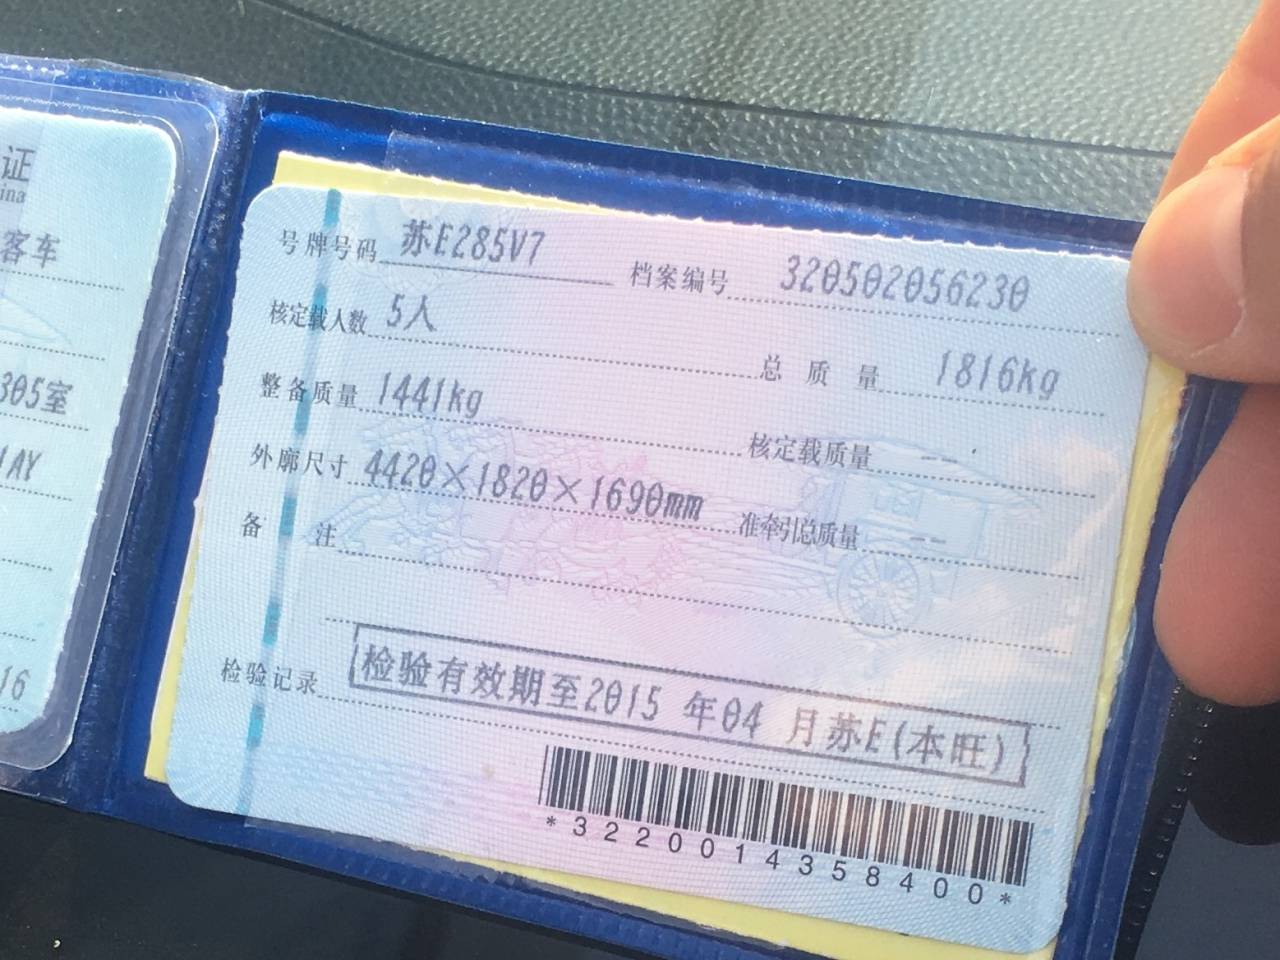 证
ina
客车
305室
1AY
16
号牌号码 苏E285V7 档案编号 320502056230
核定载人数 5人 总质量 1816kg
整备质量 1441kg 核定载质量 --
外廓尺寸 4420×1820×1690mm 准牵引总质量 --
备注
检验记录 检验有效期至2015 年04 月苏E(本旺)
*3220014358400*